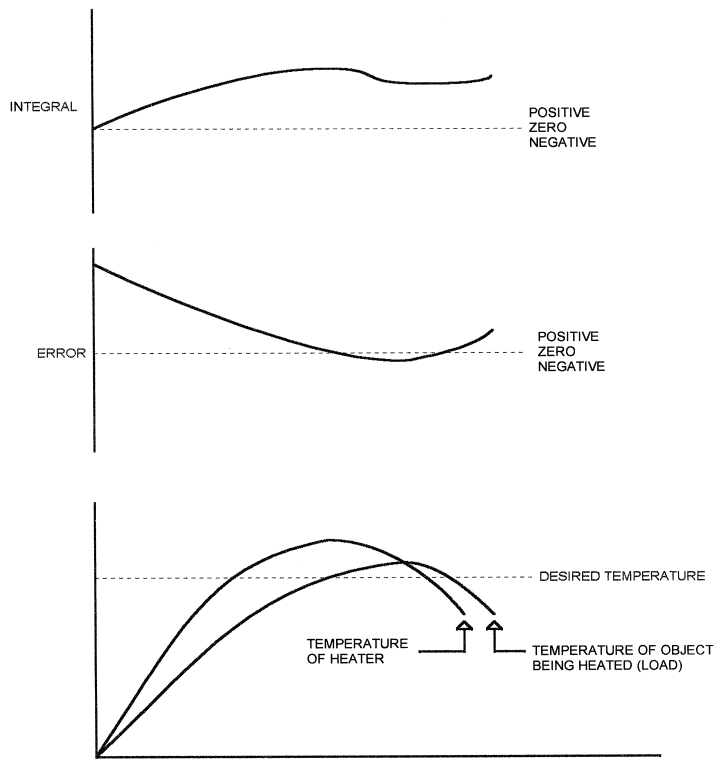 INTEGRAL
POSITIVE
ZERO
NEGATIVE
ERROR
POSITIVE
ZERO
NEGATIVE
DESIRED TEMPERATURE
TEMPERATURE
OF HEATER
TEMPERATURE OF OBJECT
BEING HEATED (LOAD)